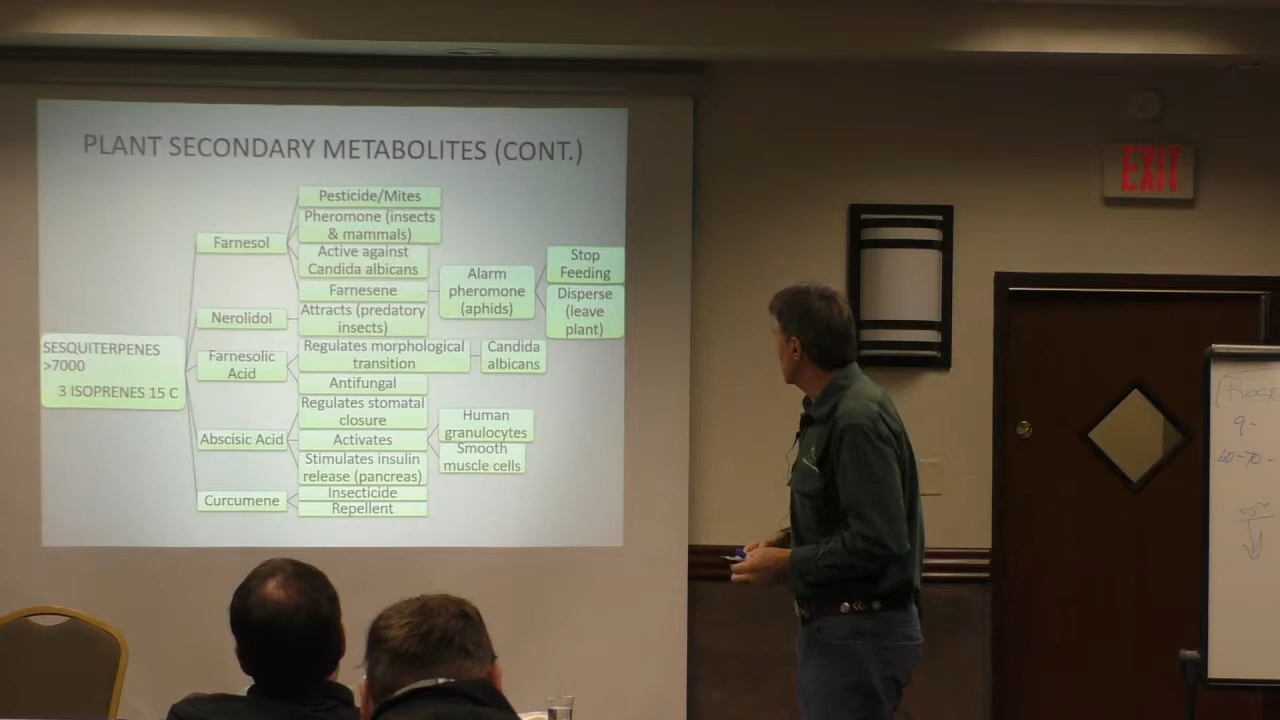 PLANT SECONDARY METABOLITES (CONT.)
SESQUITERPENES
>7000
3 ISOPRENES 15 C
Farnesol
Pesticide/Mites
Pheromone (insects
& mammals)
Active against
Candida albicans
Farnesene
Alarm
pheromone
(aphids)
Stop
Feeding
Disperse
(leave
plant)
Nerolidol
Attracts (predatory
insects)
Farnesolic
Acid
Regulates morphological
transition
Candida
albicans
Antifungal
Abscisic Acid
Regulates stomatal
closure
Activates
Human
granulocytes
Smooth
muscle cells
Stimulates insulin
release (pancreas)
Curcumene
Insecticide
Repellent
EXIT
9-
60-70-